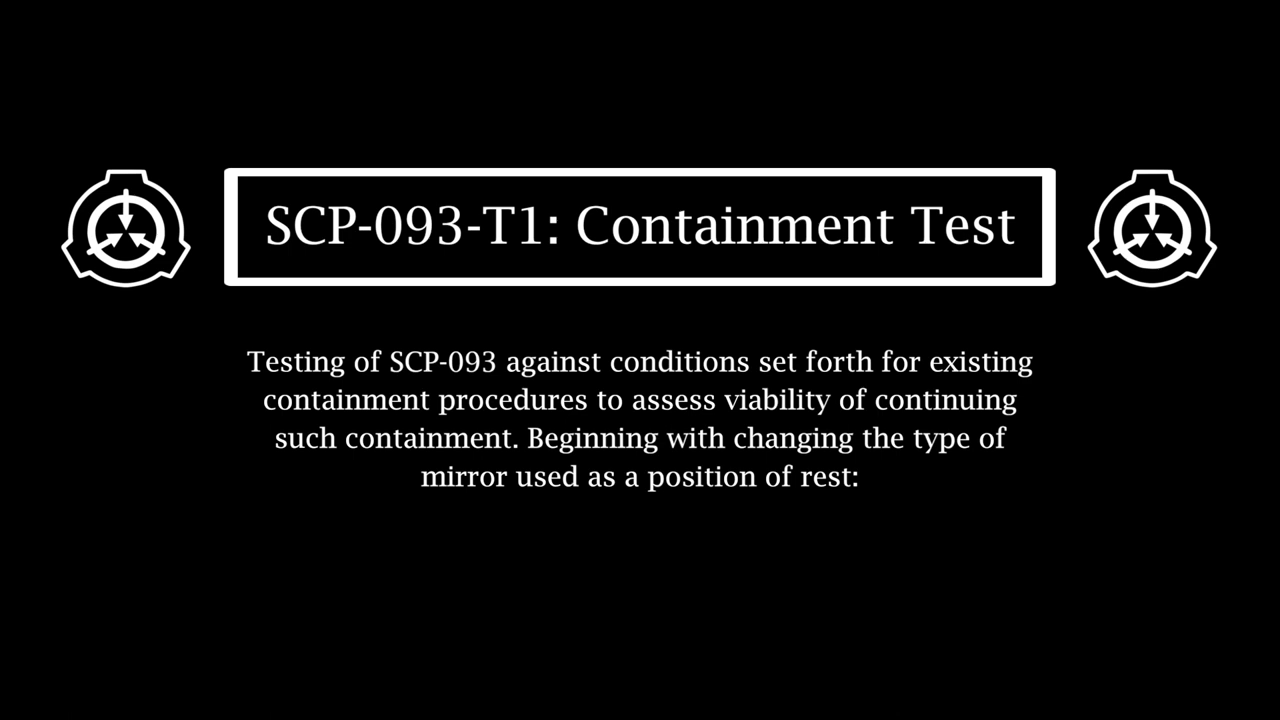 SCP-093-T1: Containment Test
Testing of SCP-093 against conditions set forth for existing
containment procedures to assess viability of continuing
such containment. Beginning with changing the type of
mirror used as a position of rest: